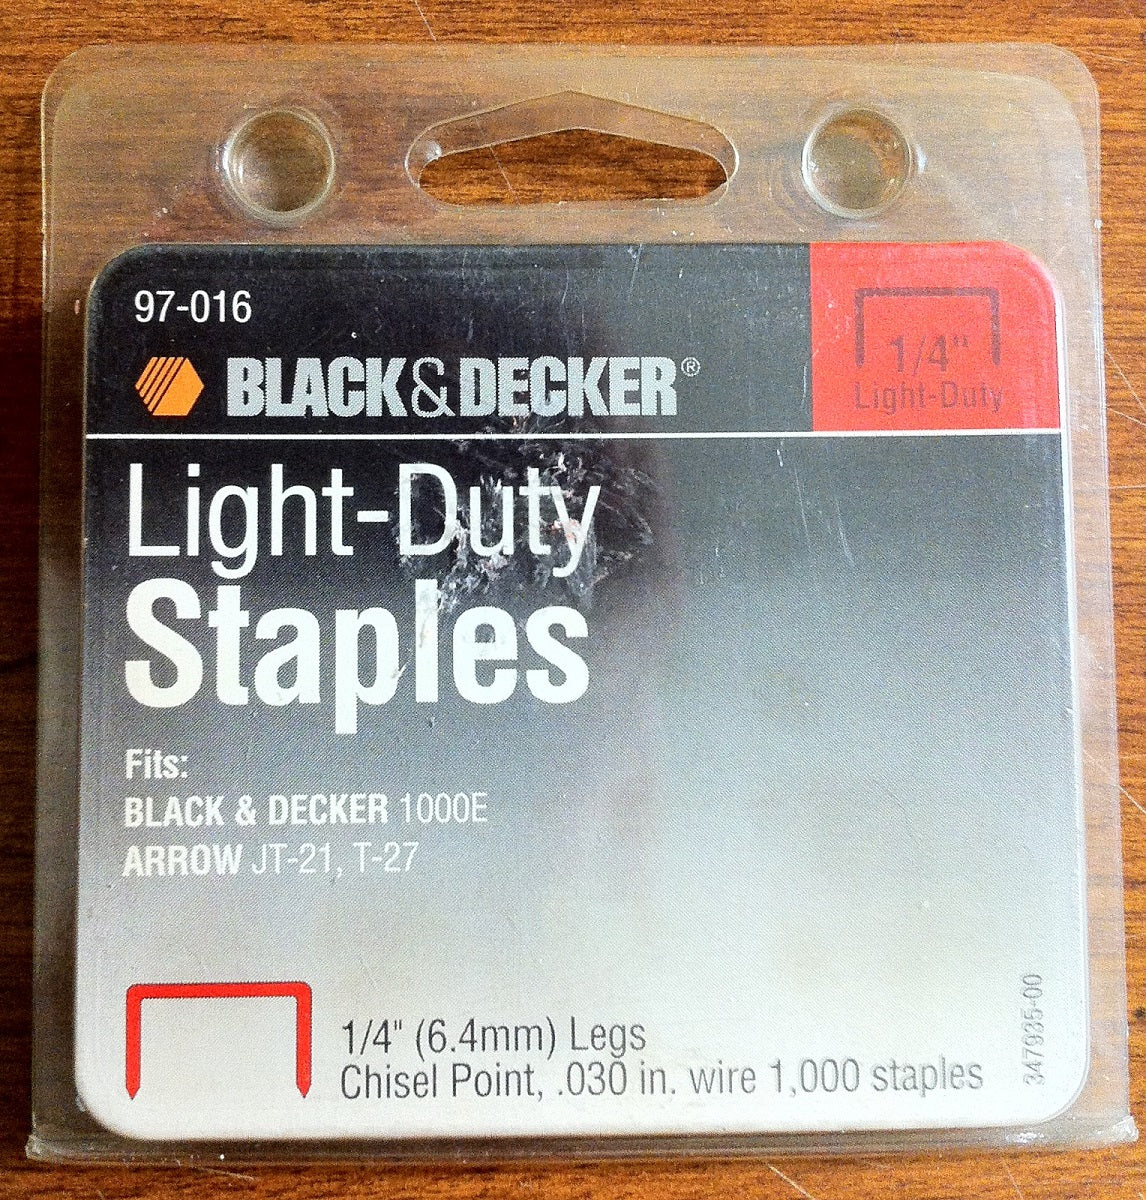 97-016
1/4"
Light-Duty
BLACK&DECKER®
Light-Duty
Staples
Fits:
BLACK & DECKER 1000E
ARROW JT-21, T-27
1/4" (6.4mm) Legs
Chisel Point, .030 in. wire 1,000 staples
347935-00